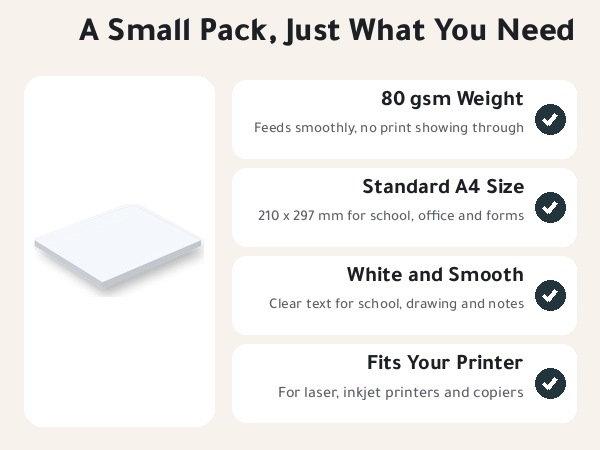 A Small Pack, Just What You Need
80 gsm Weight
Feeds smoothly, no print showing through
Standard A4 Size
210 x 297 mm for school, office and forms
White and Smooth
Clear text for school, drawing and notes
Fits Your Printer
For laser, inkjet printers and copiers